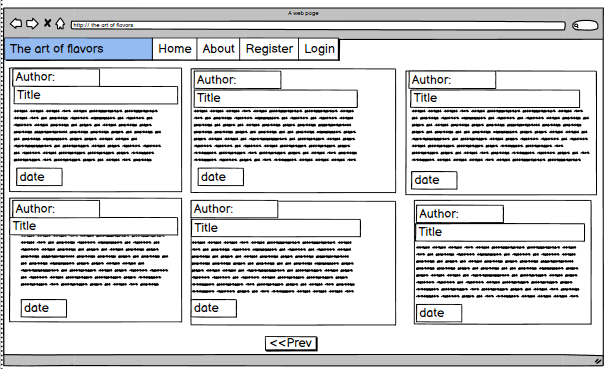 A web page
http:// the art of flavors
The art of flavors Home About Register Login
Author: Author: Author:
Title Title Title
date date date
Author: Author: Author:
Title Title Title
date date date
<<Prev